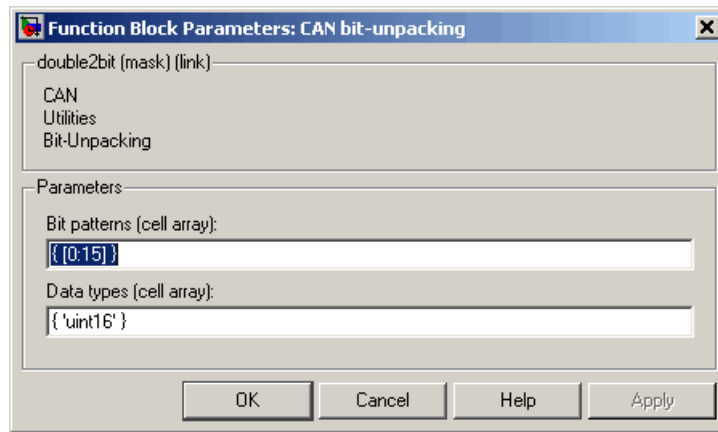 Function Block Parameters: CAN bit-unpacking
double2bit (mask) (link)
CAN
Utilities
Bit-Unpacking
Parameters
Bit patterns (cell array):
{ [0:15] }
Data types (cell array):
{ 'uint16' }
OK Cancel Help Apply